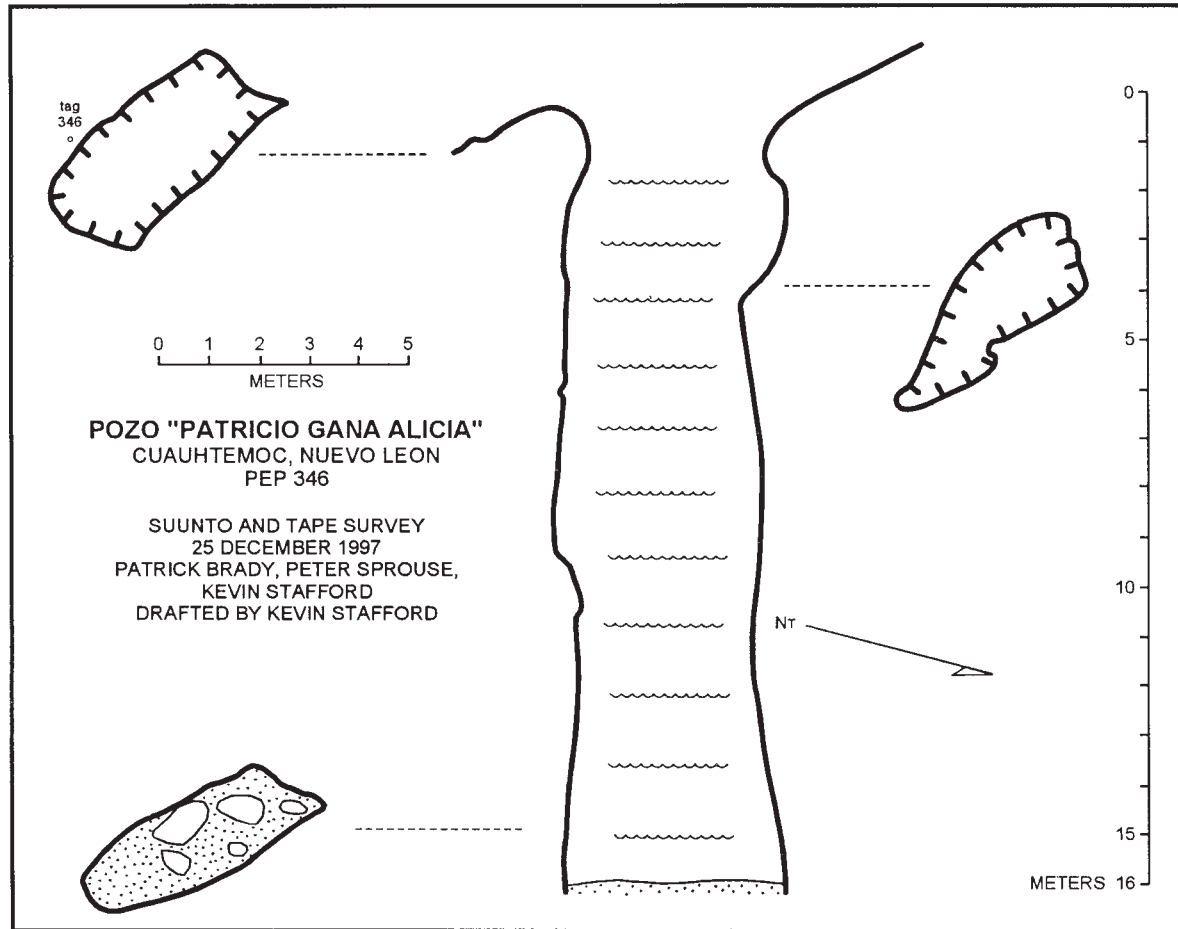 tag
346
0 1 2 3 4 5
METERS
POZO "PATRICIO GANA ALICIA"
CUAUHTEMOC, NUEVO LEON
PEP 346
SUUNTO AND TAPE SURVEY
25 DECEMBER 1997
PATRICK BRADY, PETER SPROUSE,
KEVIN STAFFORD
DRAFTED BY KEVIN STAFFORD
NT
0
5
10
15
METERS 16